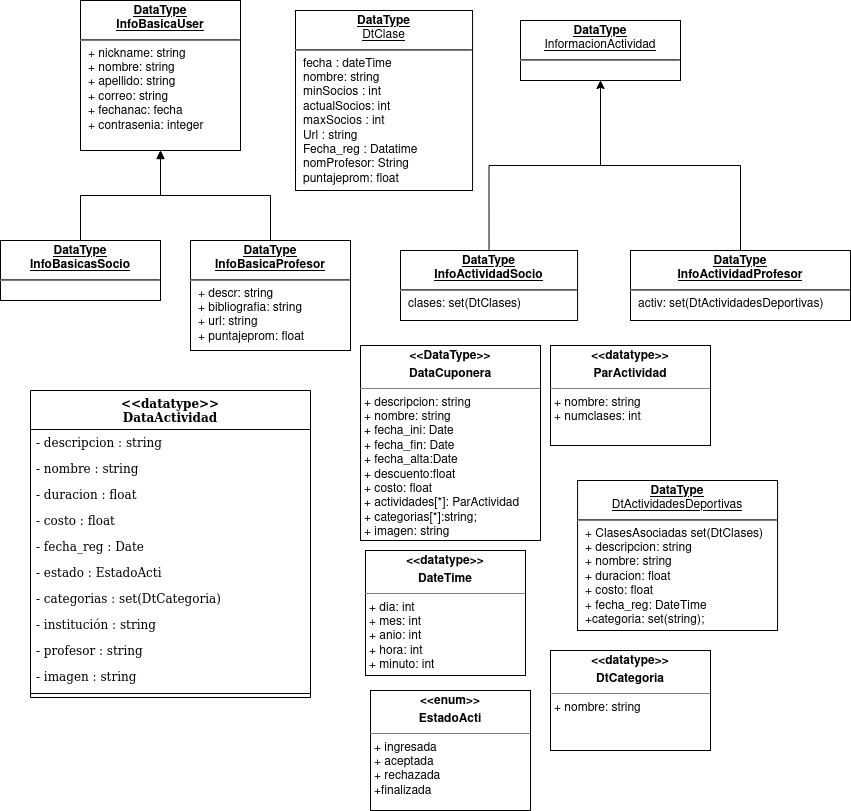 DataType
InfoBasicaUser
+ nickname: string
+ nombre: string
+ apellido: string
+ correo: string
+ fechanac: fecha
+ contrasenia: integer
DataType
DtClase
fecha : dateTime
nombre: string
minSocios : int
actualSocios: int
maxSocios : int
Url : string
Fecha_reg : Datatime
nomProfesor: String
puntajeprom: float
DataType
InformacionActividad
DataType
InfoBasicasSocio
DataType
InfoBasicaProfesor
+ descr: string
+ bibliografia: string
+ url: string
+ puntajeprom: float
DataType
InfoActividadSocio
clases: set(DtClases)
DataType
InfoActividadProfesor
activ: set(DtActividadesDeportivas)
<<datatype>>
DataActividad
- descripcion : string
- nombre : string
- duracion : float
- costo : float
- fecha_reg : Date
- estado : EstadoActi
- categorias : set(DtCategoria)
- institución : string
- profesor : string
- imagen : string
<<DataType>>
DataCuponera
+ descripcion: string
+ nombre: string
+ fecha_ini: Date
+ fecha_fin: Date
+ fecha_alta:Date
+ descuento:float
+ costo: float
+ actividades[*]: ParActividad
+ categorias[*]:string;
+ imagen: string
<<datatype>>
ParActividad
+ nombre: string
+ numclases: int
DataType
DtActividadesDeportivas
+ ClasesAsociadas set(DtClases)
+ descripcion: string
+ nombre: string
+ duracion: float
+ costo: float
+ fecha_reg: DateTime
+categoria: set(string);
<<datatype>>
DateTime
+ dia: int
+ mes: int
+ anio: int
+ hora: int
+ minuto: int
<<datatype>>
DtCategoria
+ nombre: string
<<enum>>
EstadoActi
+ ingresada
+ aceptada
+ rechazada
+finalizada